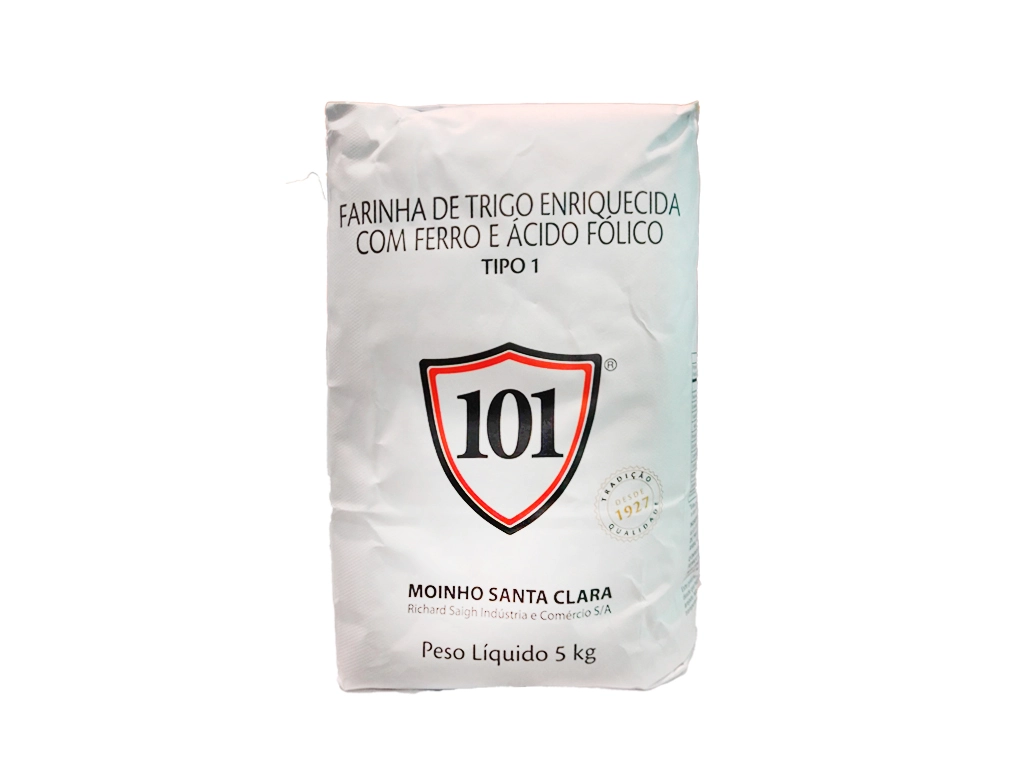 FARINHA DE TRIGO ENRIQUECIDA
COM FERRO E ÁCIDO FÓLICO
TIPO 1
101®
TRADIÇÃO
DESDE
1927
QUALIDADE
MOINHO SANTA CLARA
Richard Saigh Indústria e Comércio S/A
Peso Líquido 5 kg